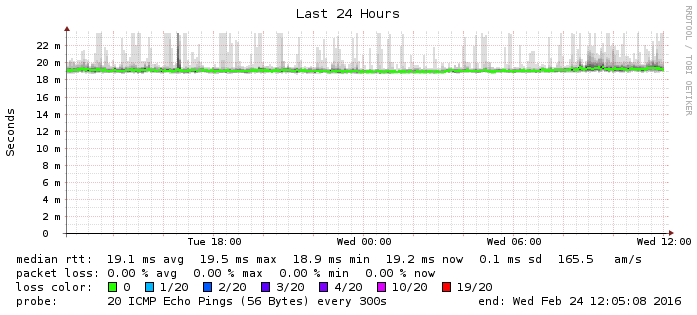 Last 24 Hours
RRDTOOL / TOBI OETIKER
Seconds
22 m
20 m
18 m
16 m
14 m
12 m
10 m
8 m
6 m
4 m
2 m
0
Tue 18:00 Wed 00:00 Wed 06:00 Wed 12:00
median rtt: 19.1 ms avg 19.5 ms max 18.9 ms min 19.2 ms now 0.1 ms sd 165.5 am/s
packet loss: 0.00 % avg 0.00 % max 0.00 % min 0.00 % now
loss color: 0 1/20 2/20 3/20 4/20 10/20 19/20
probe: 20 ICMP Echo Pings (56 Bytes) every 300s end: Wed Feb 24 12:05:08 2016